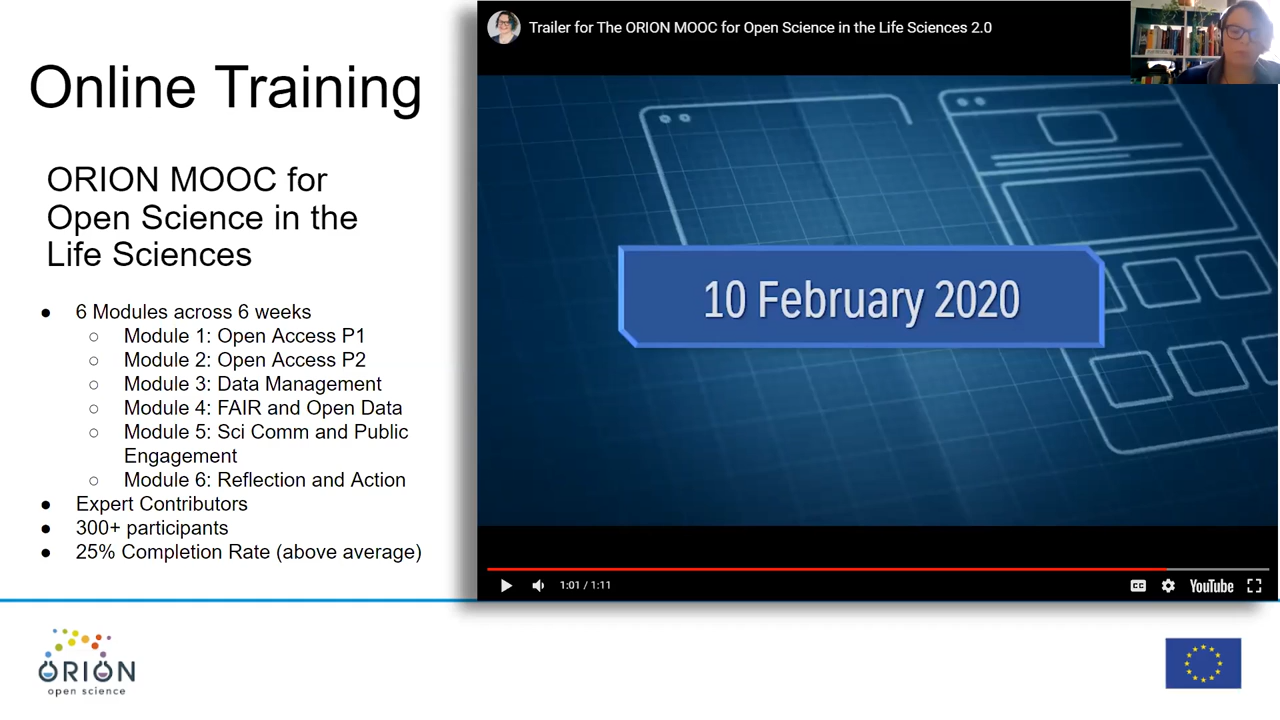 Online Training
ORION MOOC for
Open Science in the
Life Sciences
● 6 Modules across 6 weeks
○ Module 1: Open Access P1
○ Module 2: Open Access P2
○ Module 3: Data Management
○ Module 4: FAIR and Open Data
○ Module 5: Sci Comm and Public
Engagement
○ Module 6: Reflection and Action
● Expert Contributors
● 300+ participants
● 25% Completion Rate (above average)
Trailer for The ORION MOOC for Open Science in the Life Sciences 2.0
10 February 2020
1:01 / 1:11
CC
YouTube
ORION
open science